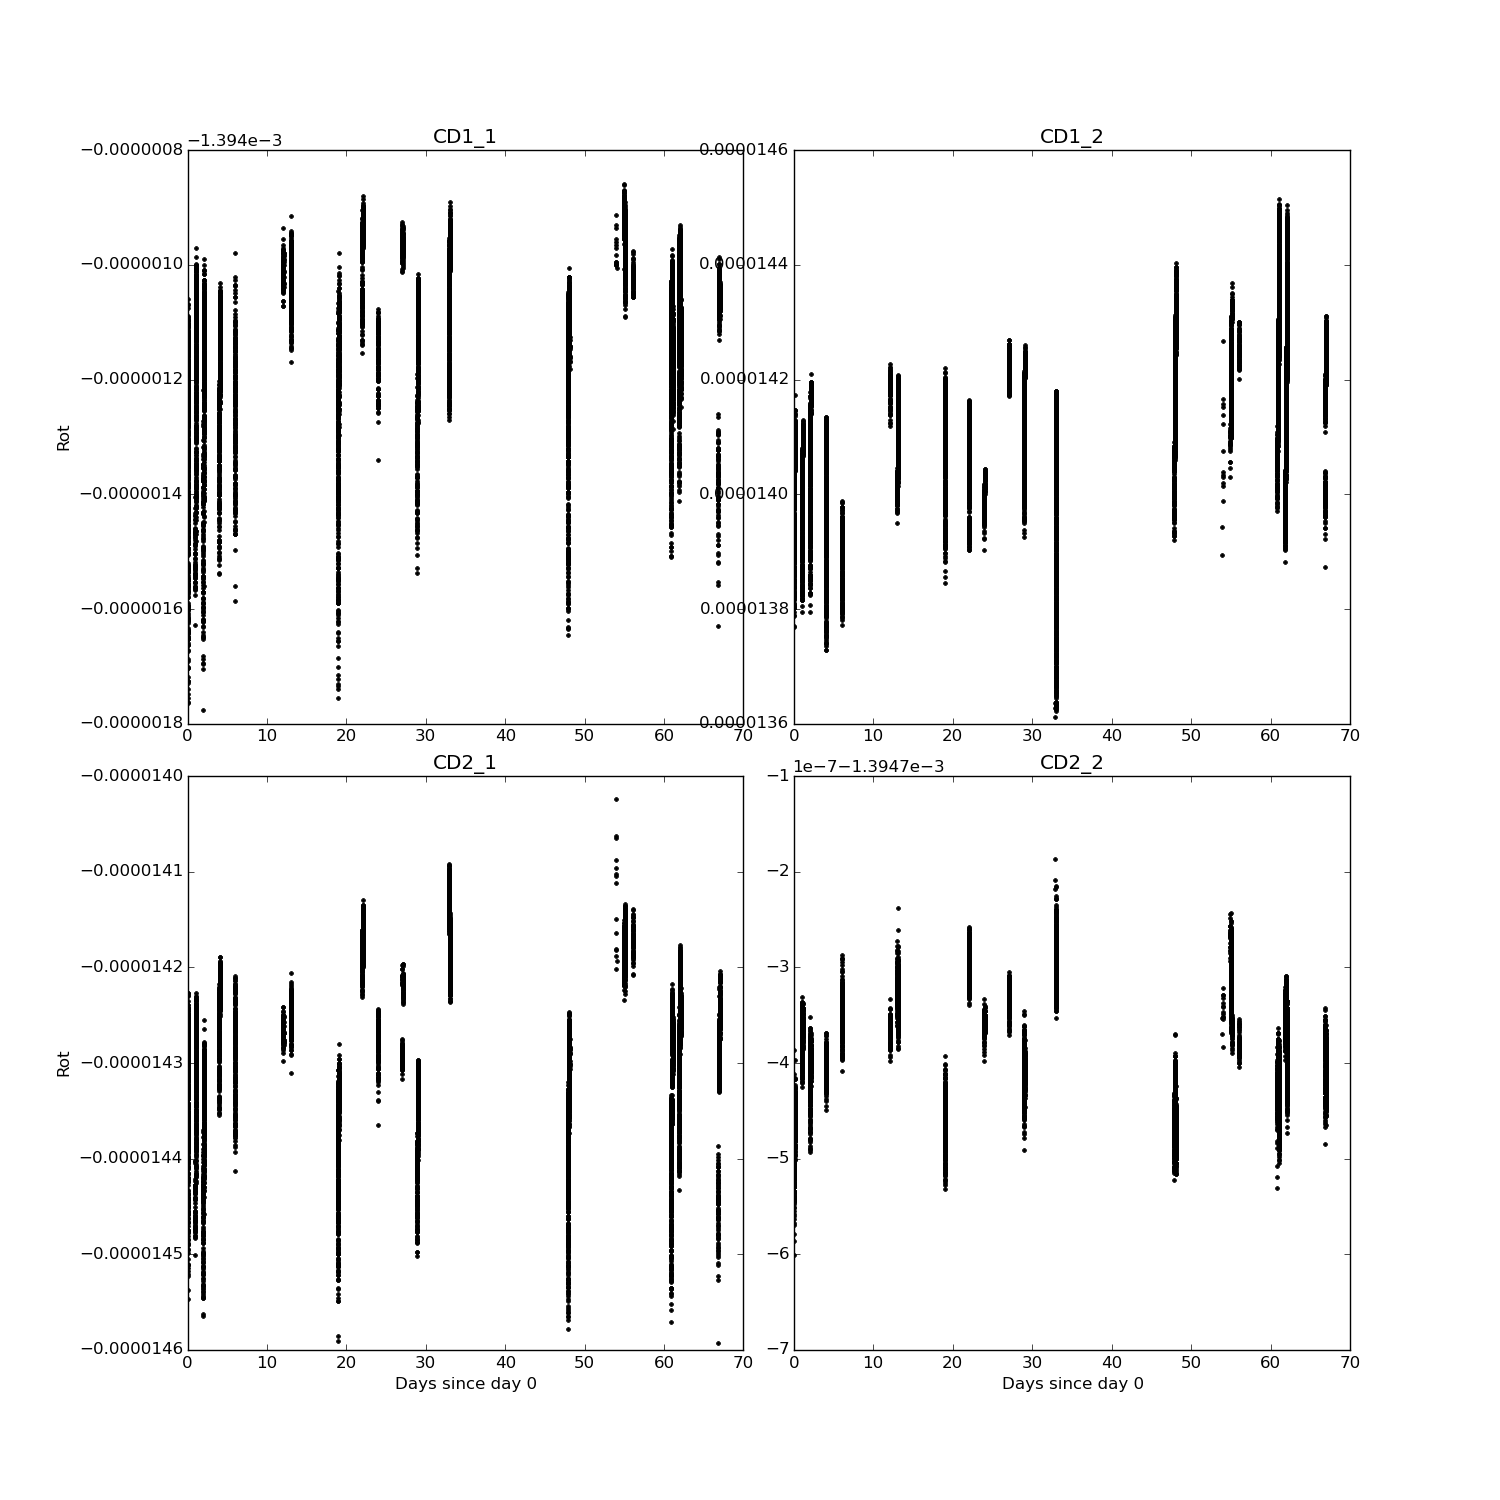 CD1_1
−1.394e−3
−0.0000008
−0.0000010
−0.0000012
−0.0000014
−0.0000016
−0.0000018
Rot
0 10 20 30 40 50 60 70
CD1_2
0.0000146
0.0000144
0.0000142
0.0000140
0.0000138
0.0000136
0 10 20 30 40 50 60 70
CD2_1
−0.0000140
−0.0000141
−0.0000142
−0.0000143
−0.0000144
−0.0000145
−0.0000146
Rot
0 10 20 30 40 50 60 70
Days since day 0
CD2_2
1e−7−1.3947e−3
−1
−2
−3
−4
−5
−6
−7
0 10 20 30 40 50 60 70
Days since day 0